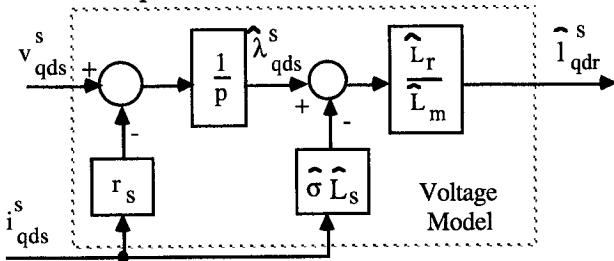 v^s_qds
+
-
1/p
λ̂^s_qds
+
-
L̂_r/L̂_m
l̂^s_qdr
r_s
σ̂ L̂_s
Voltage
Model
i^s_qds